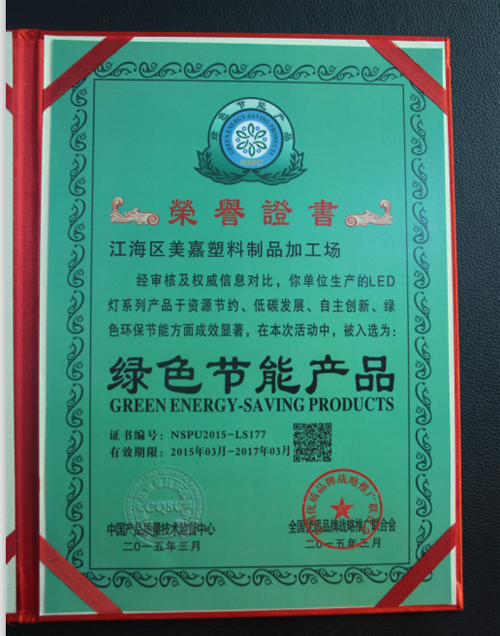 绿色节能产品
GREEN ENERGY-SAVING PRODUCTS
NSPU
榮譽證書
江海区美嘉塑料制品加工场
经审核及权威信息对比，你单位生产的LED
灯系列产品于资源节约、低碳发展、自主创新、绿
色环保节能方面成效显著，在本次活动中，被入选为：
绿色节能产品
GREEN ENERGY-SAVING PRODUCTS
证书编号：NSPU2015-LS177
有效期限：2015年03月-2017年03月
CQSC
中国产品质量技术监督中心
二〇一五年三月
全国优质品牌战略推广联合会
二〇一五年三月